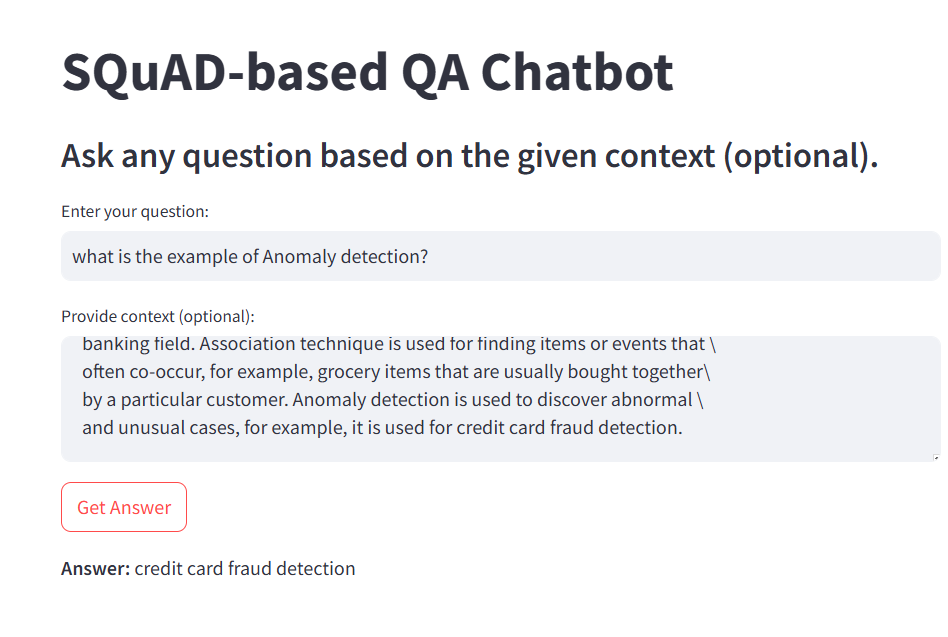 SQuAD-based QA Chatbot
Ask any question based on the given context (optional).
Enter your question:
what is the example of Anomaly detection?
Provide context (optional):
banking field. Association technique is used for finding items or events that \
often co-occur, for example, grocery items that are usually bought together\
by a particular customer. Anomaly detection is used to discover abnormal \
and unusual cases, for example, it is used for credit card fraud detection.
Get Answer
Answer: credit card fraud detection